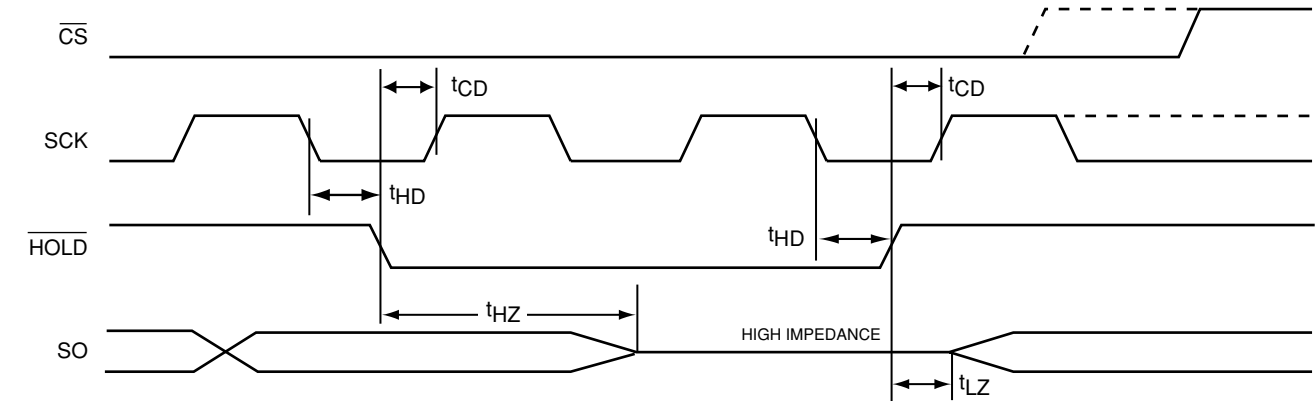 CS
tCD
tCD
SCK
tHD
HOLD
tHD
tHZ
HIGH IMPEDANCE
SO
tLZ